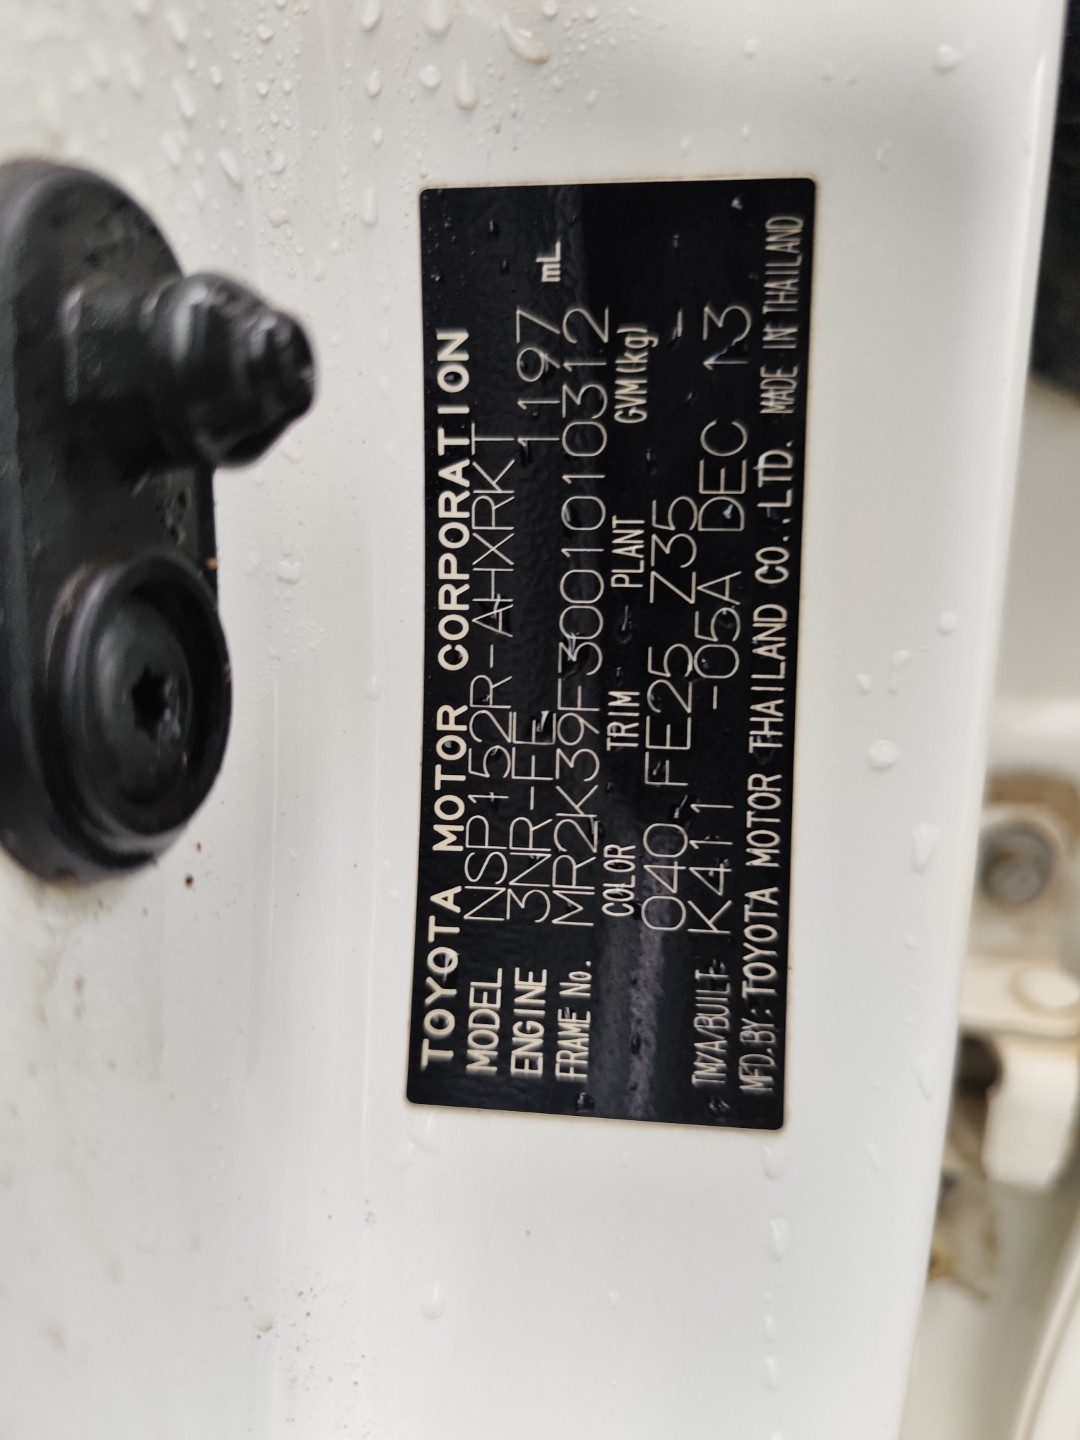 TOYOTA MOTOR CORPORATION
MODEL NSP152R-AHXRKT
ENGINE 3NR-FE 1197 mL
FRAME No. MR2K39F3001010312
COLOR TRIM PLANT GVM(kg)
040 FE25 Z35 -
TM/A/BUILT K411 -05A DEC 13
MFD.BY:TOYOTA MOTOR THAILAND CO.,LTD. MADE IN THAILAND